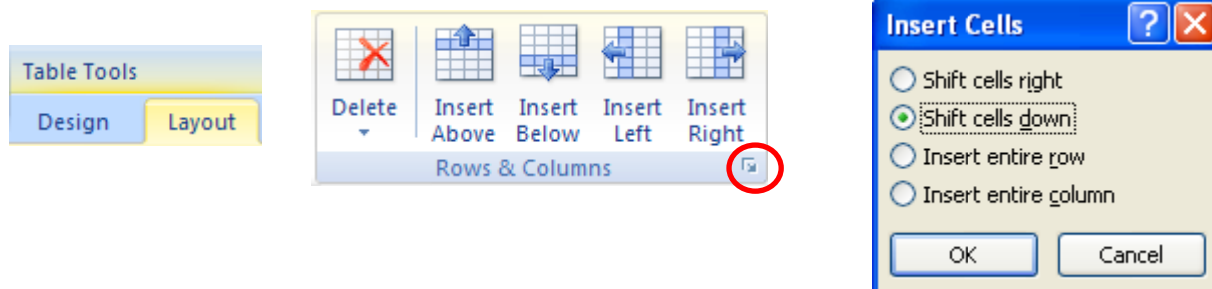 Table Tools
Design Layout
Delete
Insert Above
Insert Below
Insert Left
Insert Right
Rows & Columns
Insert Cells
Shift cells right
Shift cells down
Insert entire row
Insert entire column
OK Cancel